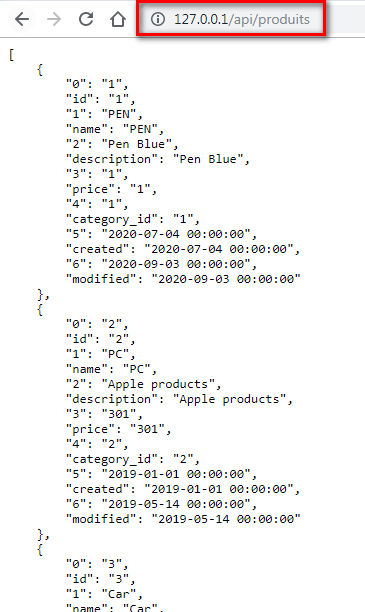 127.0.0.1/api/produits
[
    {
        "0": "1",
        "id": "1",
        "1": "PEN",
        "name": "PEN",
        "2": "Pen Blue",
        "description": "Pen Blue",
        "3": "1",
        "price": "1",
        "4": "1",
        "category_id": "1",
        "5": "2020-07-04 00:00:00",
        "created": "2020-07-04 00:00:00",
        "6": "2020-09-03 00:00:00",
        "modified": "2020-09-03 00:00:00"
    },
    {
        "0": "2",
        "id": "2",
        "1": "PC",
        "name": "PC",
        "2": "Apple products",
        "description": "Apple products",
        "3": "301",
        "price": "301",
        "4": "2",
        "category_id": "2",
        "5": "2019-01-01 00:00:00",
        "created": "2019-01-01 00:00:00",
        "6": "2019-05-14 00:00:00",
        "modified": "2019-05-14 00:00:00"
    },
    {
        "0": "3",
        "id": "3",
        "1": "Car",
        "name": "Car",